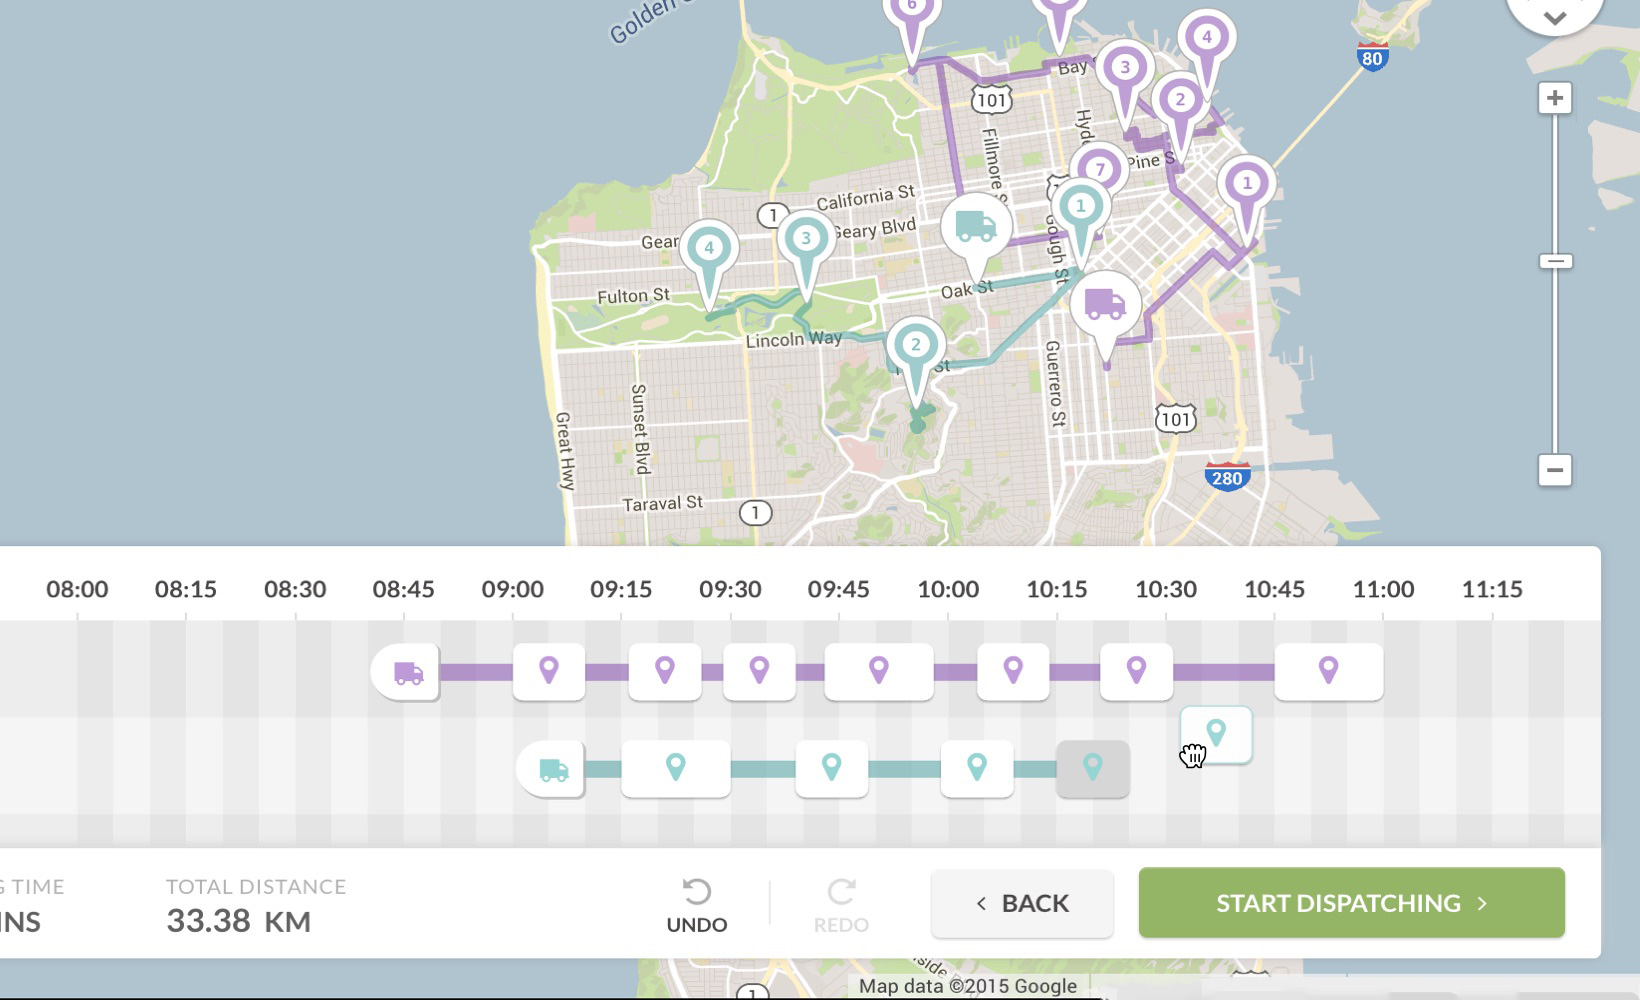 Golden
6
4
3
2
Bay
101
80
Hyde
Fillmore S
Pine S
7
1
1
California St
1
Geary Blvd
Gear
3
4
Gough St
Fulton St
Oak St
Lincoln Way
2
St
Guerrero St
101
Great Hwy
Sunset Blvd
280
Taraval St
1
08:00 08:15 08:30 08:45 09:00 09:15 09:30 09:45 10:00 10:15 10:30 10:45 11:00 11:15
G TIME
INS
TOTAL DISTANCE
33.38 KM
UNDO
REDO
BACK
START DISPATCHING
1
Map data ©2015 Google